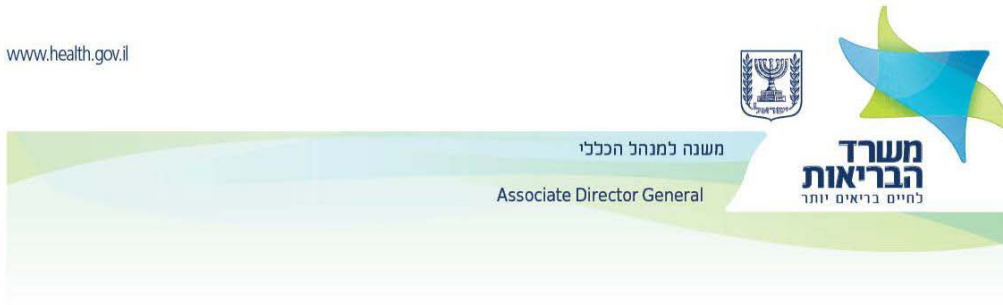 www.health.gov.il
משרד
הבריאות
לחיים בריאים יותר
משנה למנהל הכללי
Associate Director General